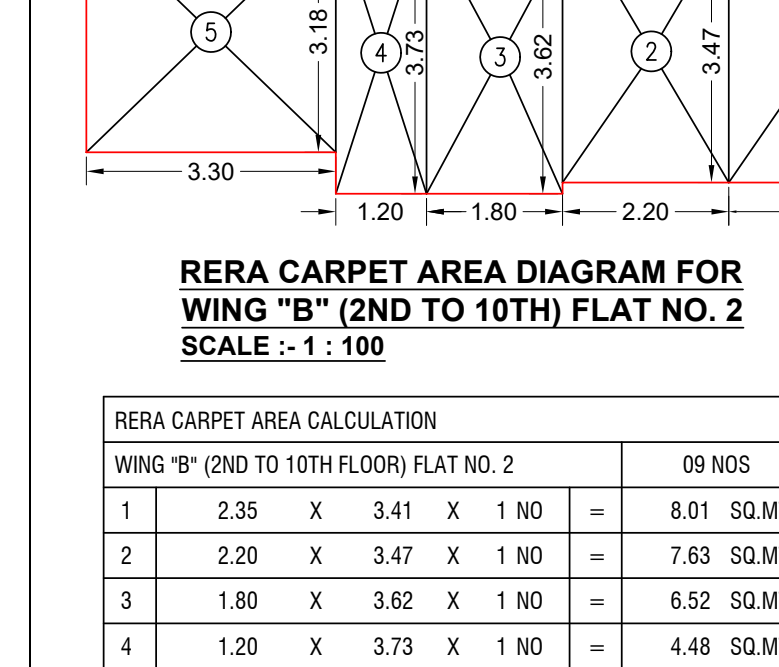 5 3.18 4 3.73 3 3.62 2 3.47
3.30
1.20 1.80 2.20
RERA CARPET AREA DIAGRAM FOR
WING "B" (2ND TO 10TH) FLAT NO. 2
SCALE :- 1 : 100
RERA CARPET AREA CALCULATION
WING "B" (2ND TO 10TH FLOOR) FLAT NO. 2 09 NOS
1 2.35 X 3.41 X 1 NO = 8.01 SQ.M
2 2.20 X 3.47 X 1 NO = 7.63 SQ.M
3 1.80 X 3.62 X 1 NO = 6.52 SQ.M
4 1.20 X 3.73 X 1 NO = 4.48 SQ.M